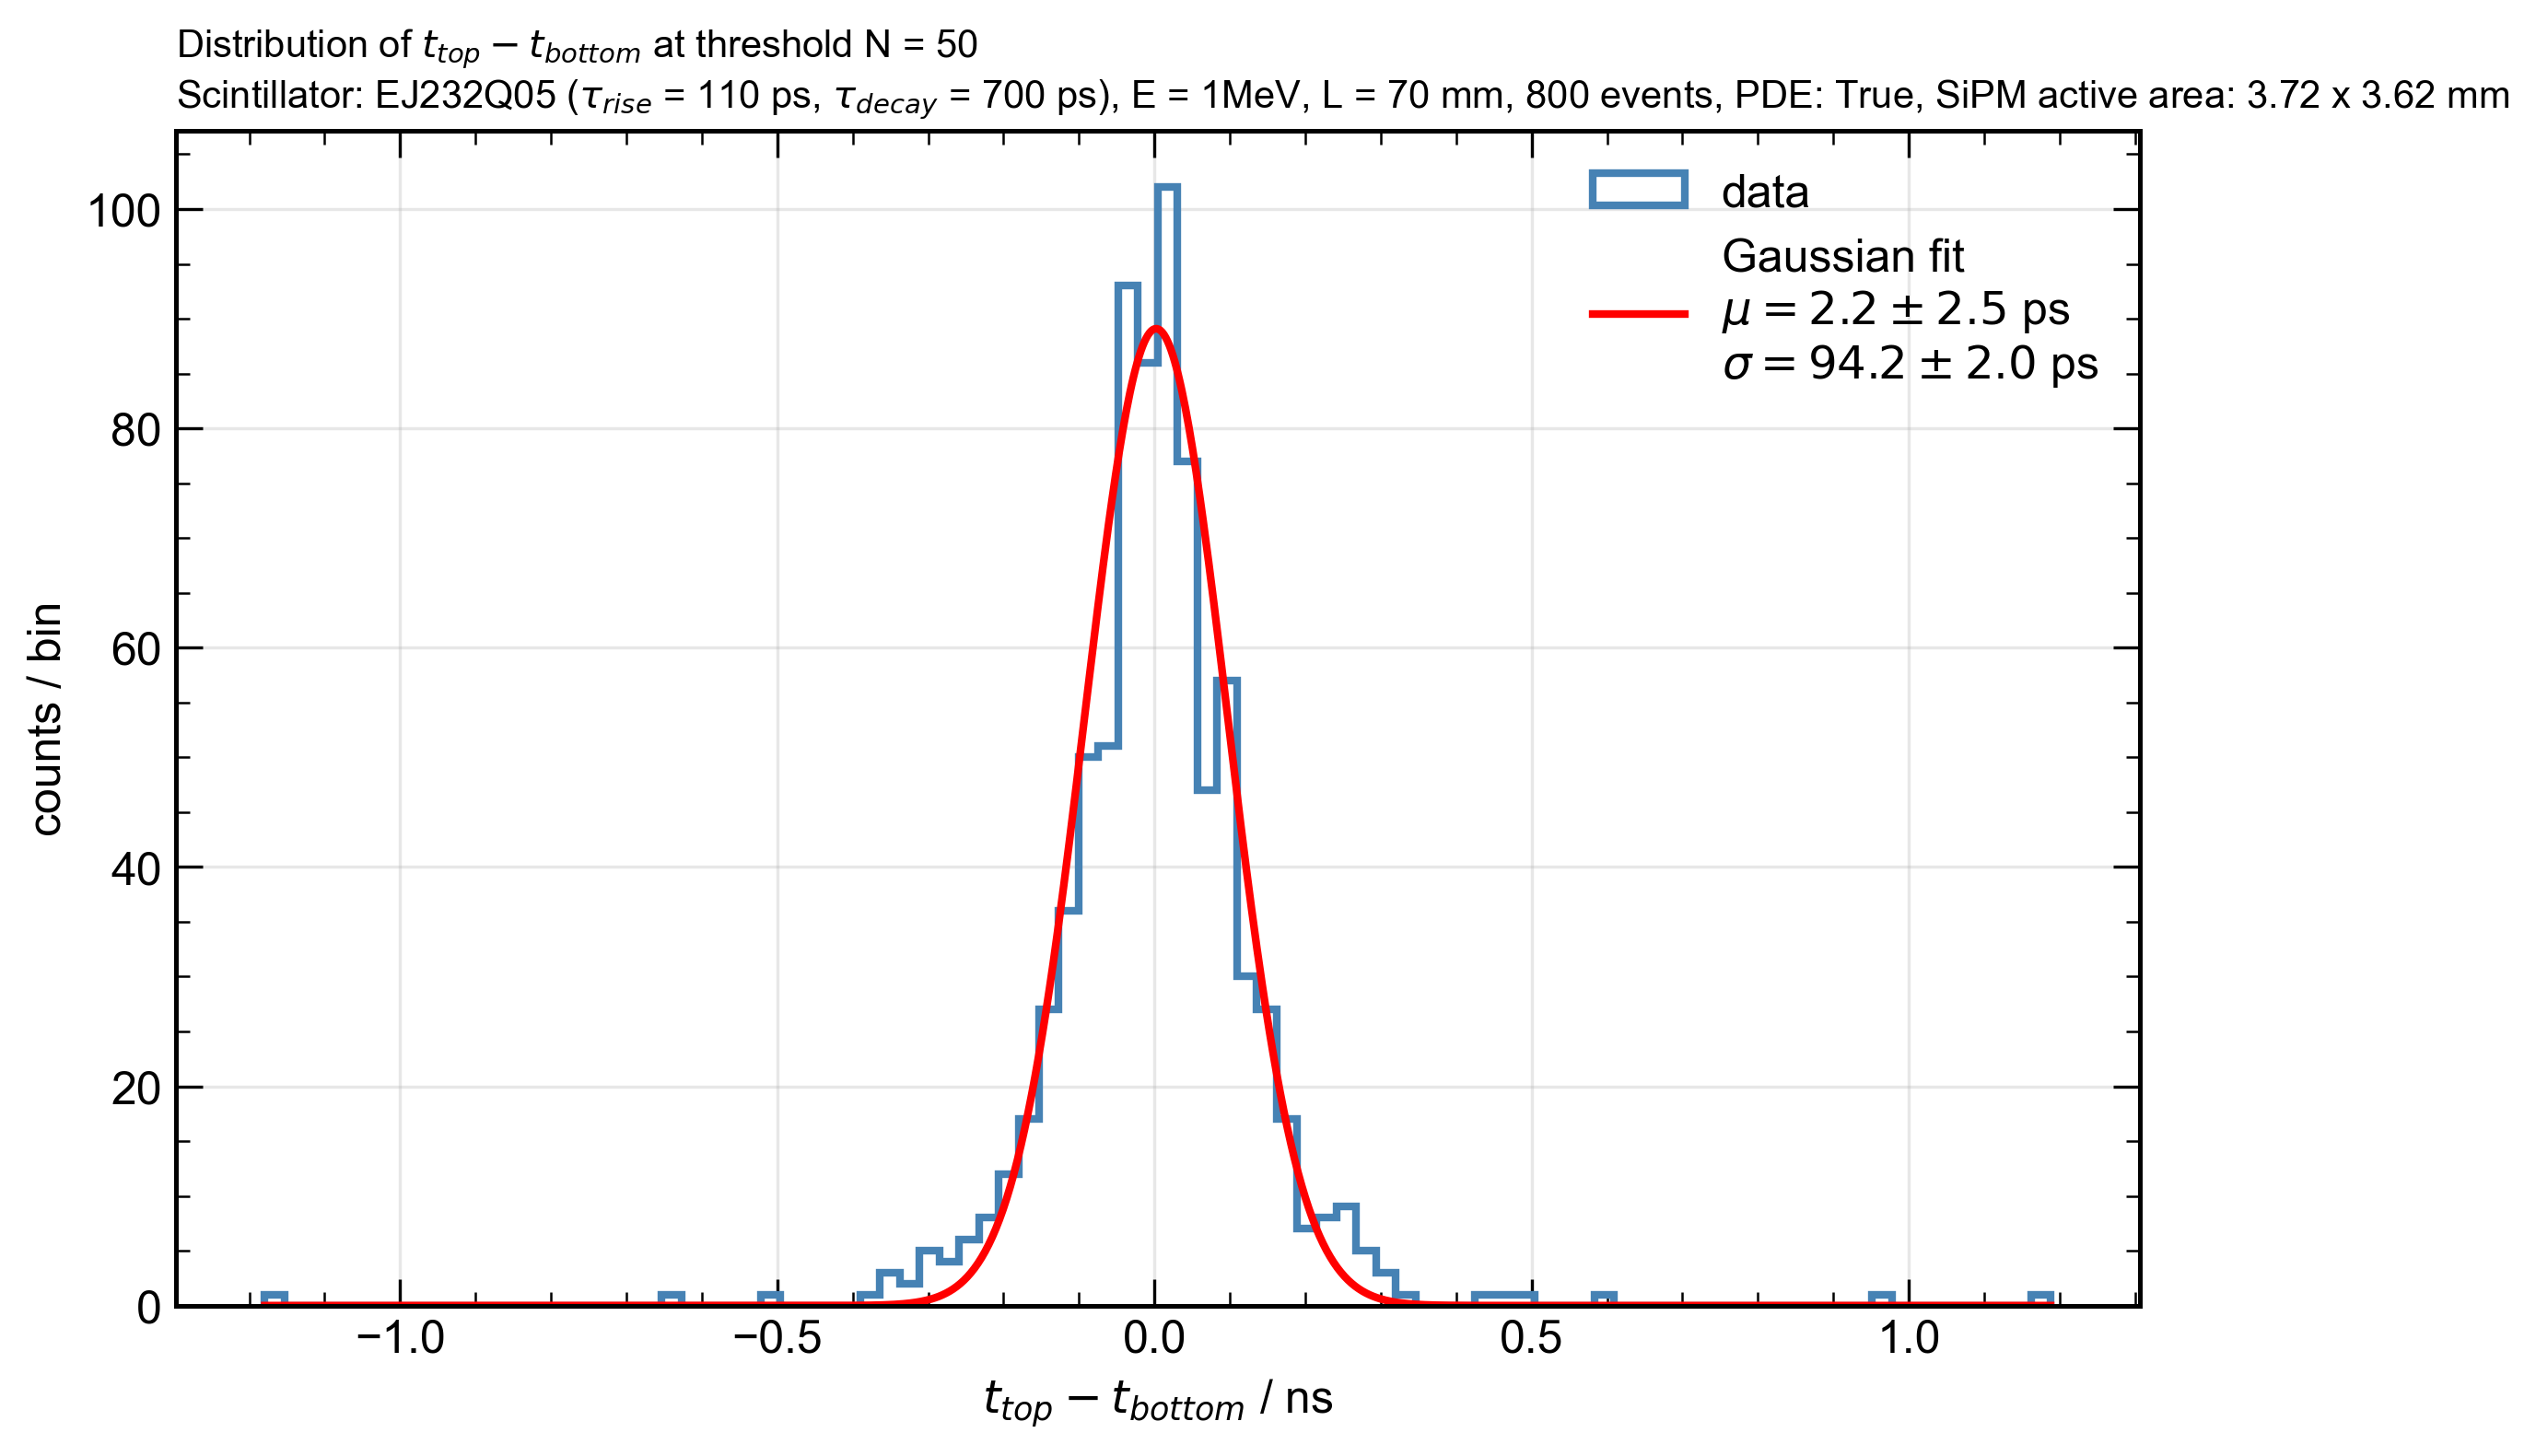 Distribution of t_top − t_bottom at threshold N = 50
Scintillator: EJ232Q05 (τ_rise = 110 ps, τ_decay = 700 ps), E = 1MeV, L = 70 mm, 800 events, PDE: True, SiPM active area: 3.72 x 3.62 mm
data
Gaussian fit
μ = 2.2 ± 2.5 ps
σ = 94.2 ± 2.0 ps
counts / bin
100
80
60
40
20
0
−1.0
−0.5
0.0
0.5
1.0
t_top − t_bottom / ns